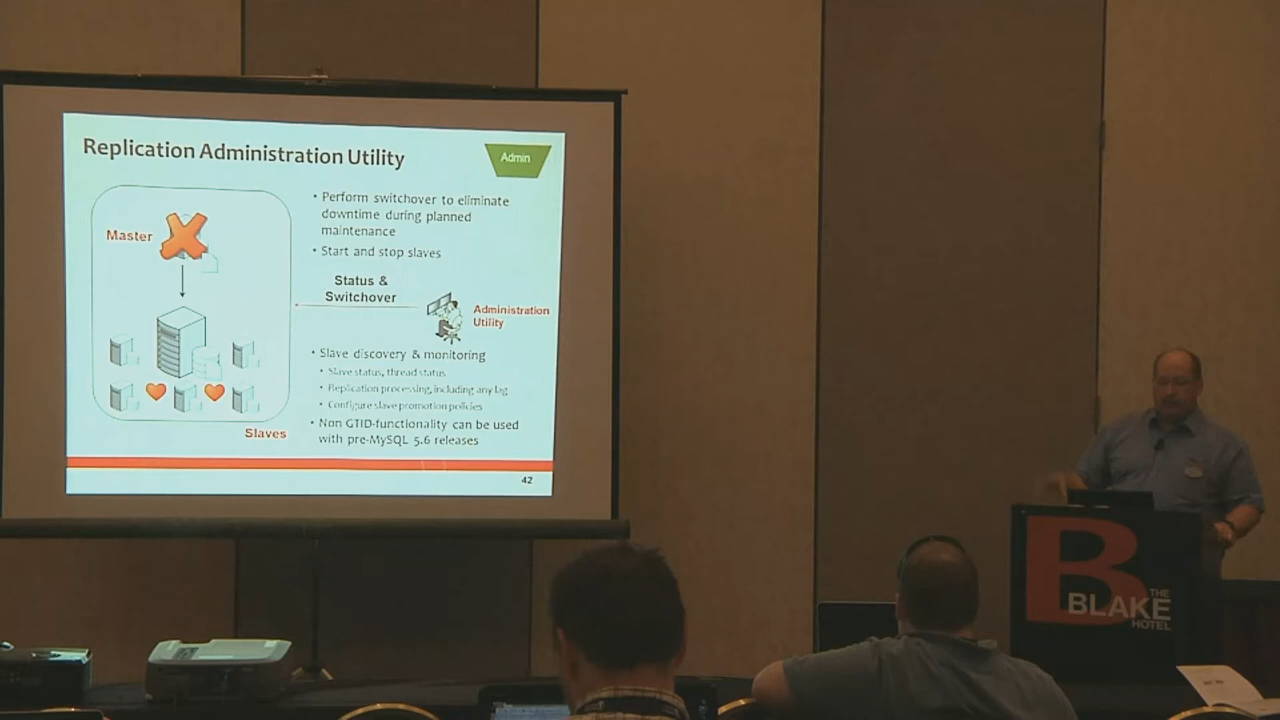 Replication Administration Utility
Admin
Master
• Perform switchover to eliminate
downtime during planned
maintenance
• Start and stop slaves
Status &
Switchover
Administration
Utility
• Slave discovery & monitoring
• Slave status, thread status
• Replication processing, including any lag
• Configure slave promotion policies
• Non GTID-functionality can be used
with pre-MySQL 5.6 releases
Slaves
42
B
THE
BLAKE
HOTEL